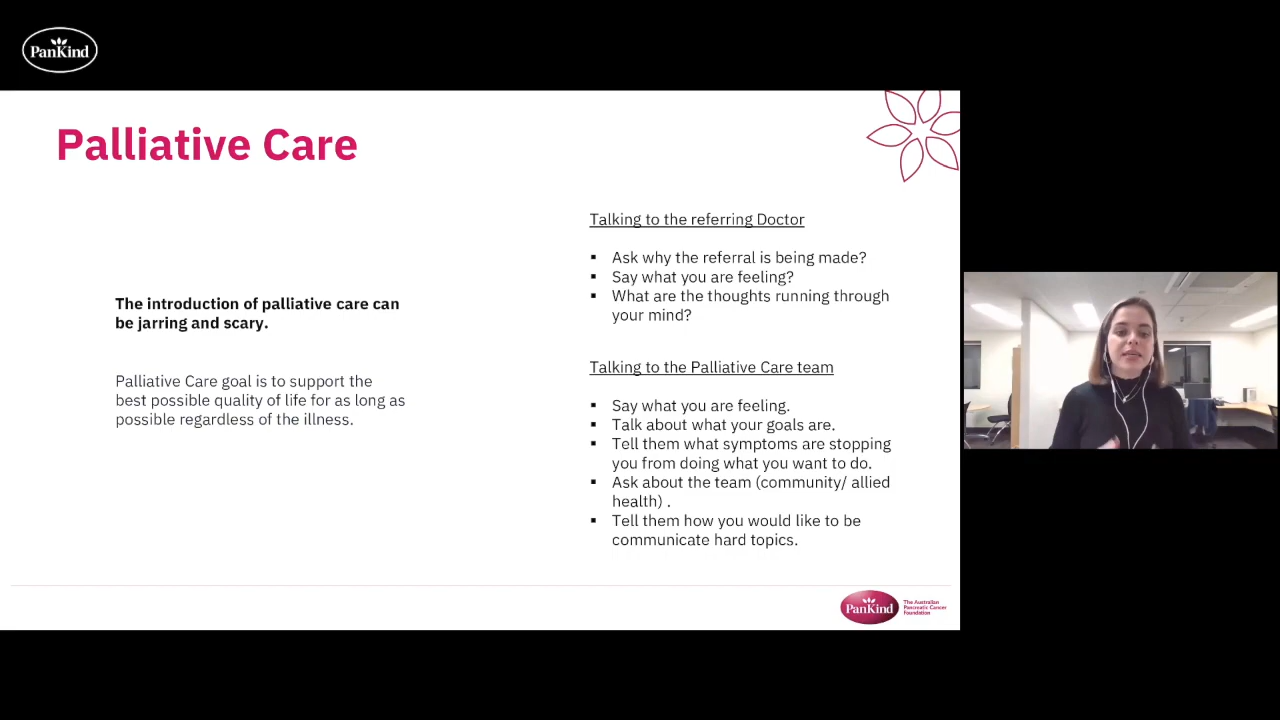 PanKind
Palliative Care
The introduction of palliative care can
be jarring and scary.
Palliative Care goal is to support the
best possible quality of life for as long as
possible regardless of the illness.
Talking to the referring Doctor
▪ Ask why the referral is being made?
▪ Say what you are feeling?
▪ What are the thoughts running through
your mind?
Talking to the Palliative Care team
▪ Say what you are feeling.
▪ Talk about what your goals are.
▪ Tell them what symptoms are stopping
you from doing what you want to do.
▪ Ask about the team (community/ allied
health) .
▪ Tell them how you would like to be
communicate hard topics.
PanKind
The Australian
Pancreatic Cancer
Foundation